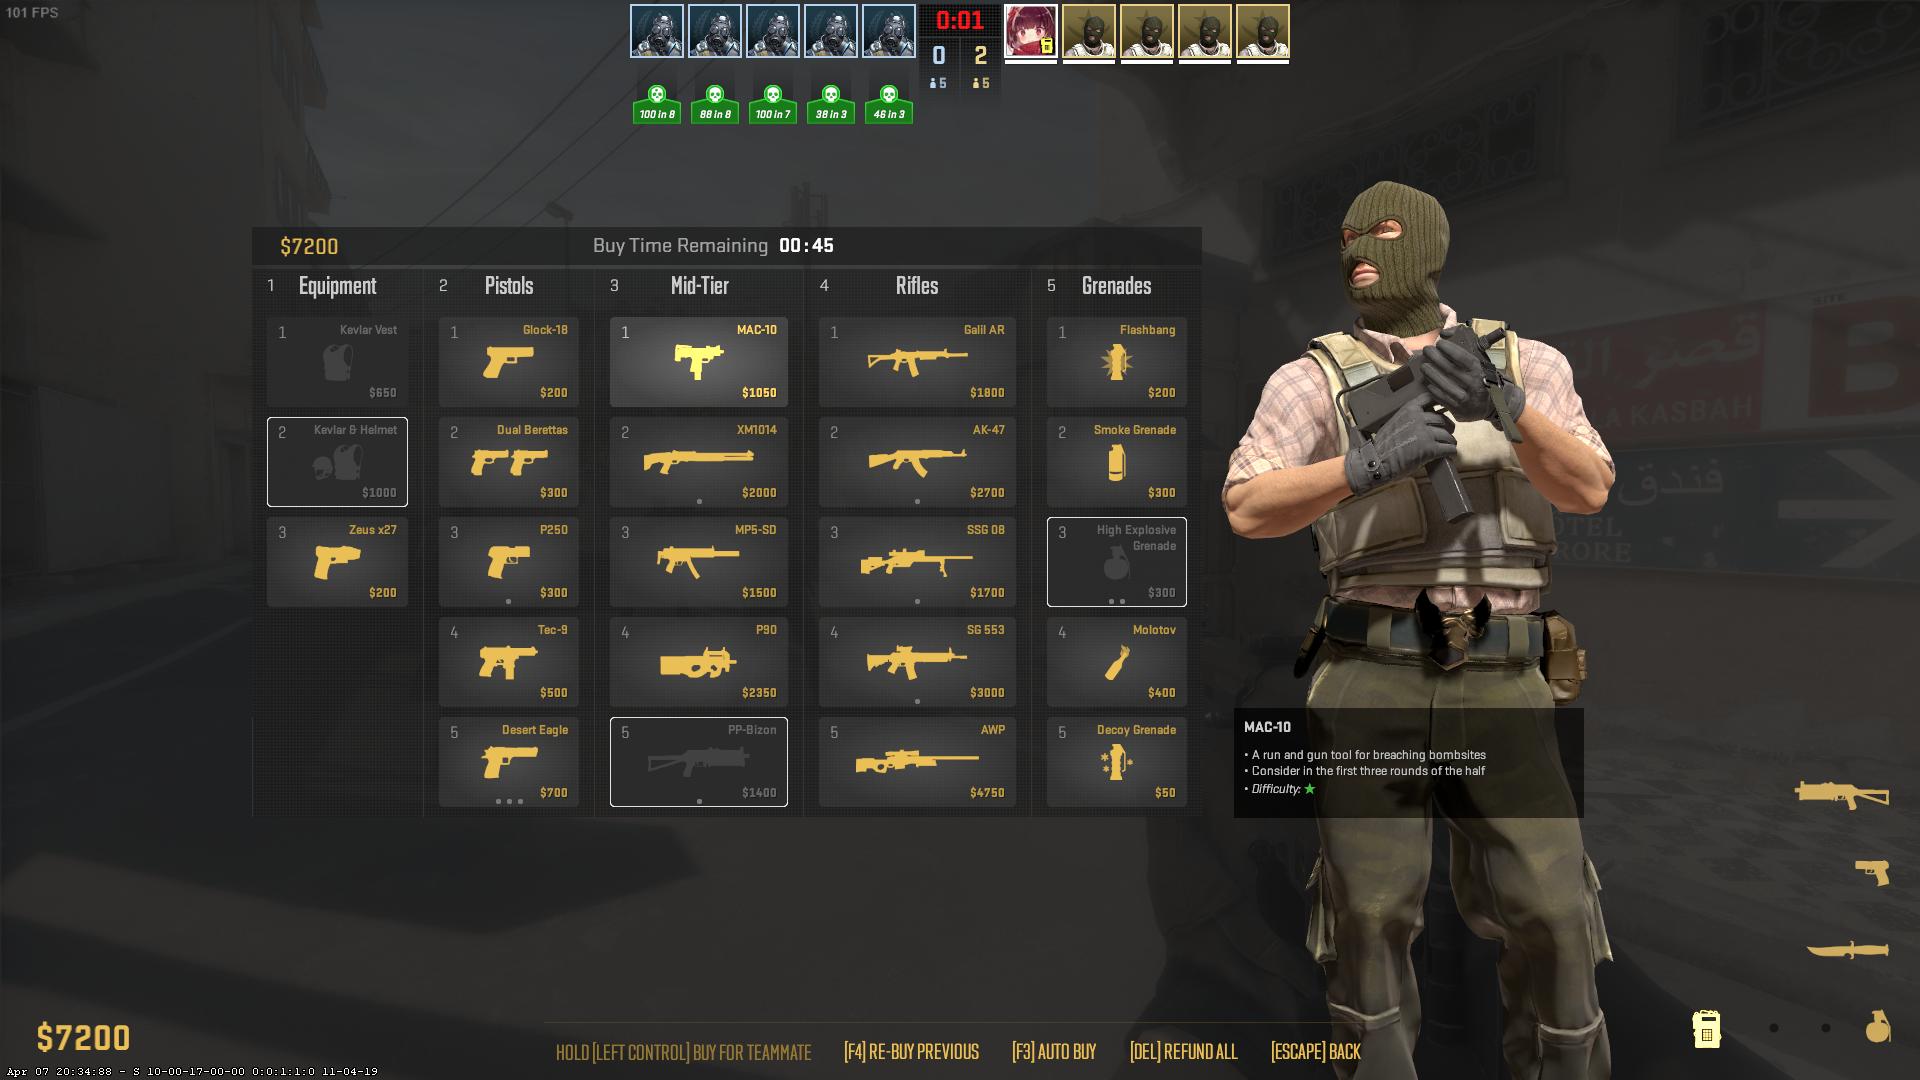 101 FPS
0:01
0 2
5 5
100 in 8 88 in 8 100 in 7 38 in 3 46 in 3
$7200 Buy Time Remaining 00:45
1 Equipment 2 Pistols 3 Mid-Tier 4 Rifles 5 Grenades
1 Kevlar Vest
$650
2 Kevlar & Helmet
$1000
3 Zeus x27
$200
1 Glock-18
$200
2 Dual Berettas
$300
3 P250
$300
4 Tec-9
$500
5 Desert Eagle
$700
1 MAC-10
$1050
2 XM1014
$2000
3 MP5-SD
$1500
4 P90
$2350
5 PP-Bizon
$1400
1 Galil AR
$1800
2 AK-47
$2700
3 SSG 08
$1700
4 SG 553
$3000
5 AWP
$4750
1 Flashbang
$200
2 Smoke Grenade
$300
3 High Explosive
Grenade
$300
4 Molotov
$400
5 Decoy Grenade
$50
SITE
B
KASBAH
فندق
MAC-10
• A run and gun tool for breaching bombsites
• Consider in the first three rounds of the half
• Difficulty:
$7200
HOLD [LEFT CONTROL] BUY FOR TEAMMATE [F4] RE-BUY PREVIOUS [F3] AUTO BUY [DEL] REFUND ALL [ESCAPE] BACK
Apr 07 20:34:88 - S 10-00-17-00-00 0:0:1:1:0 11-04-19